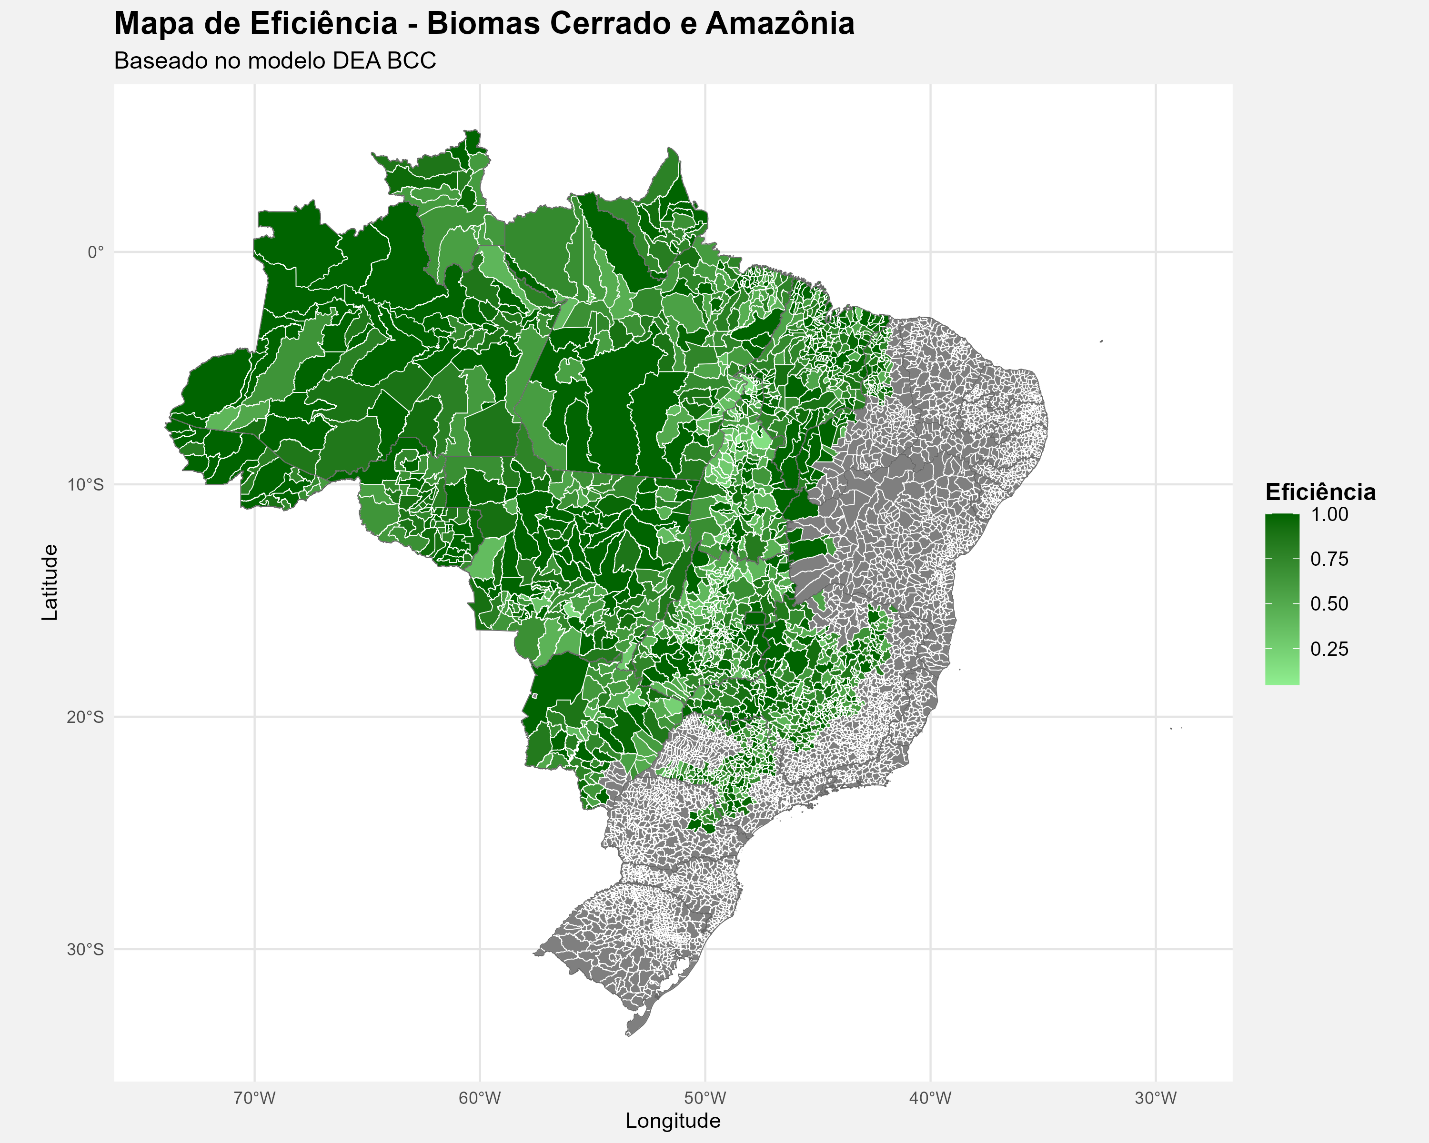 Mapa de Eficiência - Biomas Cerrado e Amazônia
Baseado no modelo DEA BCC
Latitude
0°
10°S
20°S
30°S
70°W
60°W
50°W
40°W
30°W
Longitude
Eficiência
1.00
0.75
0.50
0.25